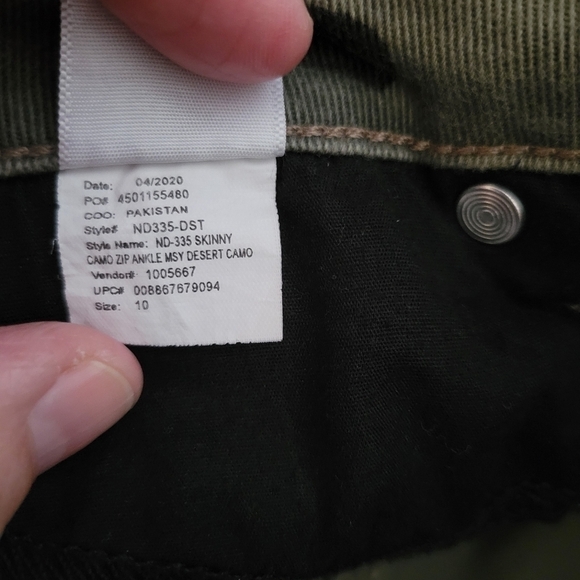 Date: 04/2020
PO# 4501155480
COO: PAKISTAN
Style# ND335-DST
Style Name: ND-335 SKINNY
CAMO ZIP ANKLE MSY DESERT CAMO
Vendor# 1005667
UPC# 008867679094
Size: 10